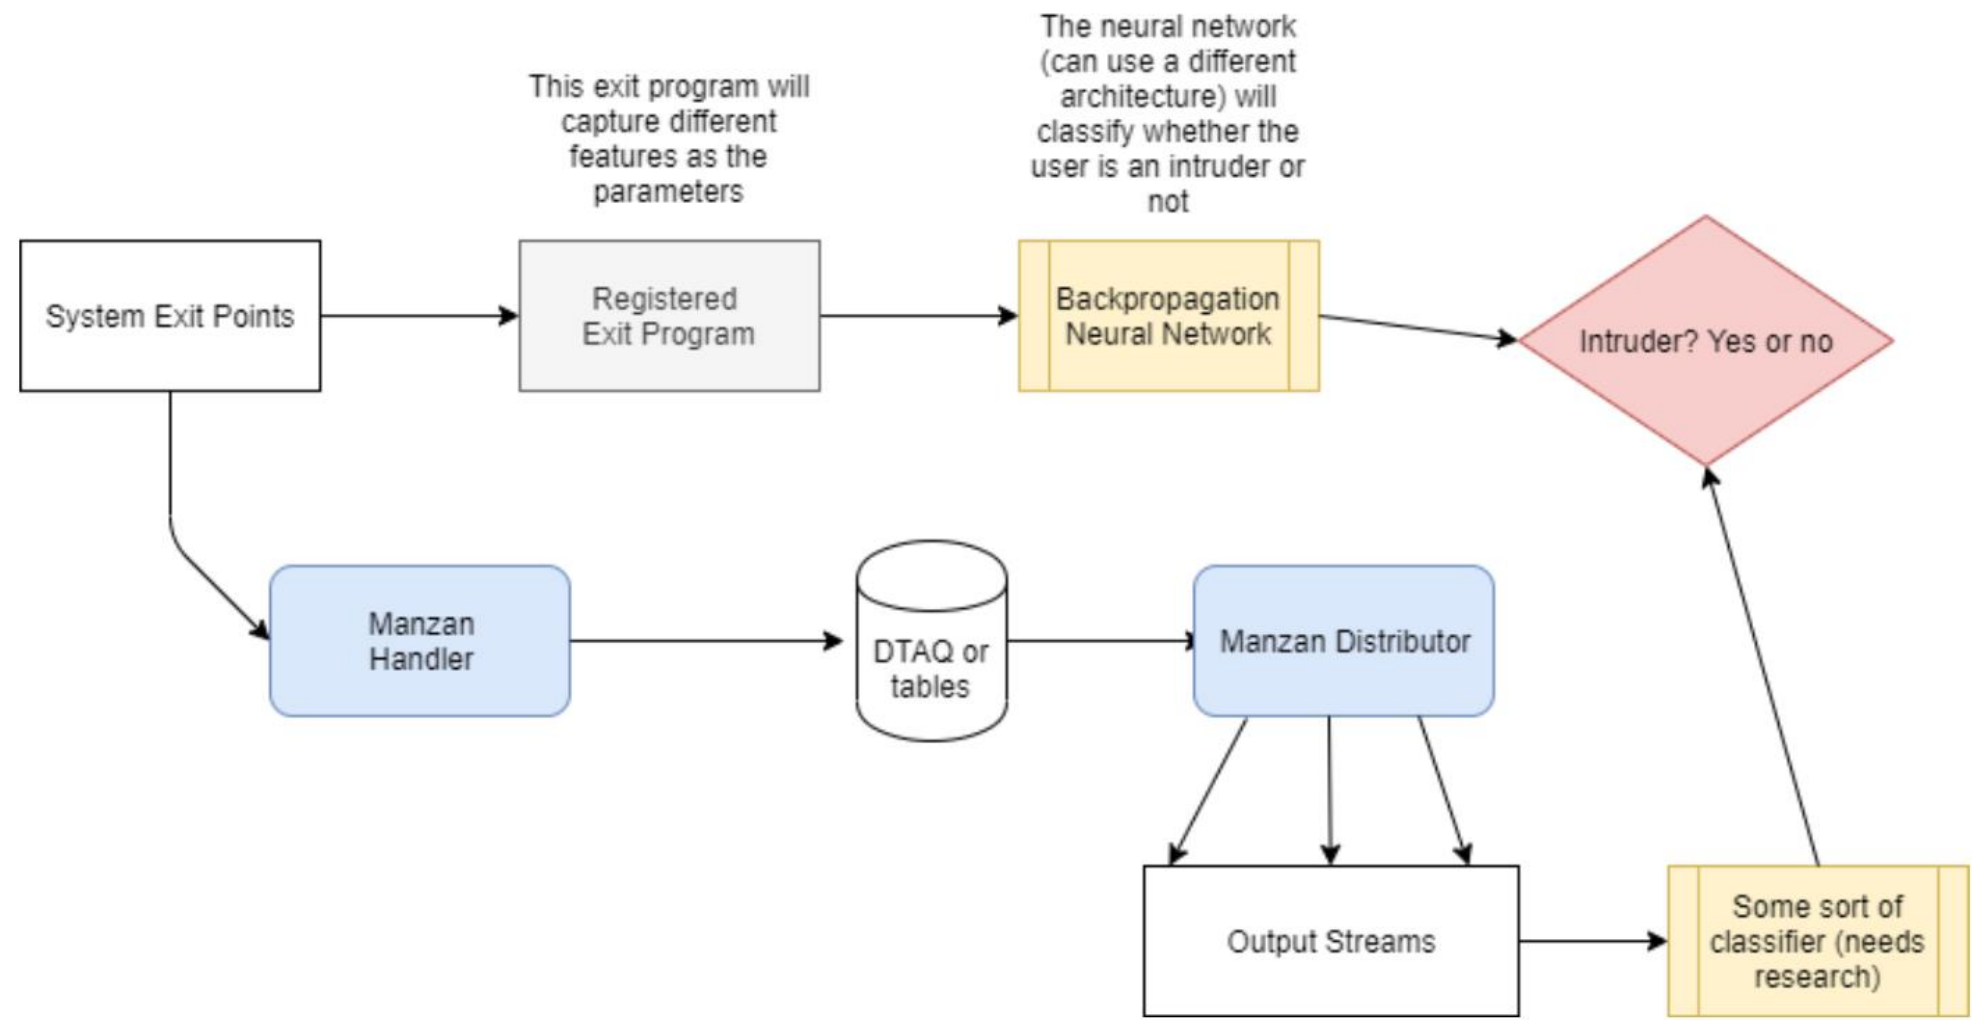 The neural network
(can use a different
architecture) will
classify whether the
user is an intruder or
not
This exit program will
capture different
features as the
parameters
System Exit Points
Registered
Exit Program
Backpropagation
Neural Network
Intruder? Yes or no
Manzan
Handler
DTAQ or
tables
Manzan Distributor
Output Streams
Some sort of
classifier (needs
research)